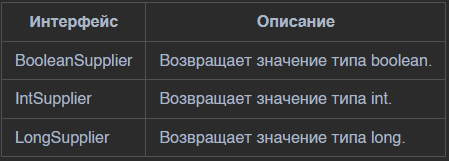 Интерфейс Описание
BooleanSupplier Возвращает значение типа boolean.
IntSupplier Возвращает значение типа int.
LongSupplier Возвращает значение типа long.